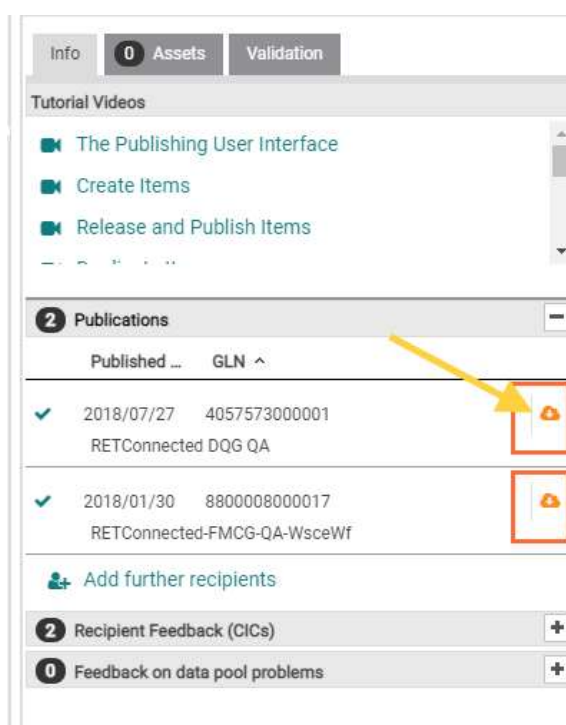 Info 0 Assets Validation
Tutorial Videos
The Publishing User Interface
Create Items
Release and Publish Items
2 Publications
Published ... GLN
2018/07/27 4057573000001
RETConnected DQG QA
2018/01/30 8800008000017
RETConnected-FMCG-QA-WsceWf
Add further recipients
2 Recipient Feedback (CICs)
0 Feedback on data pool problems